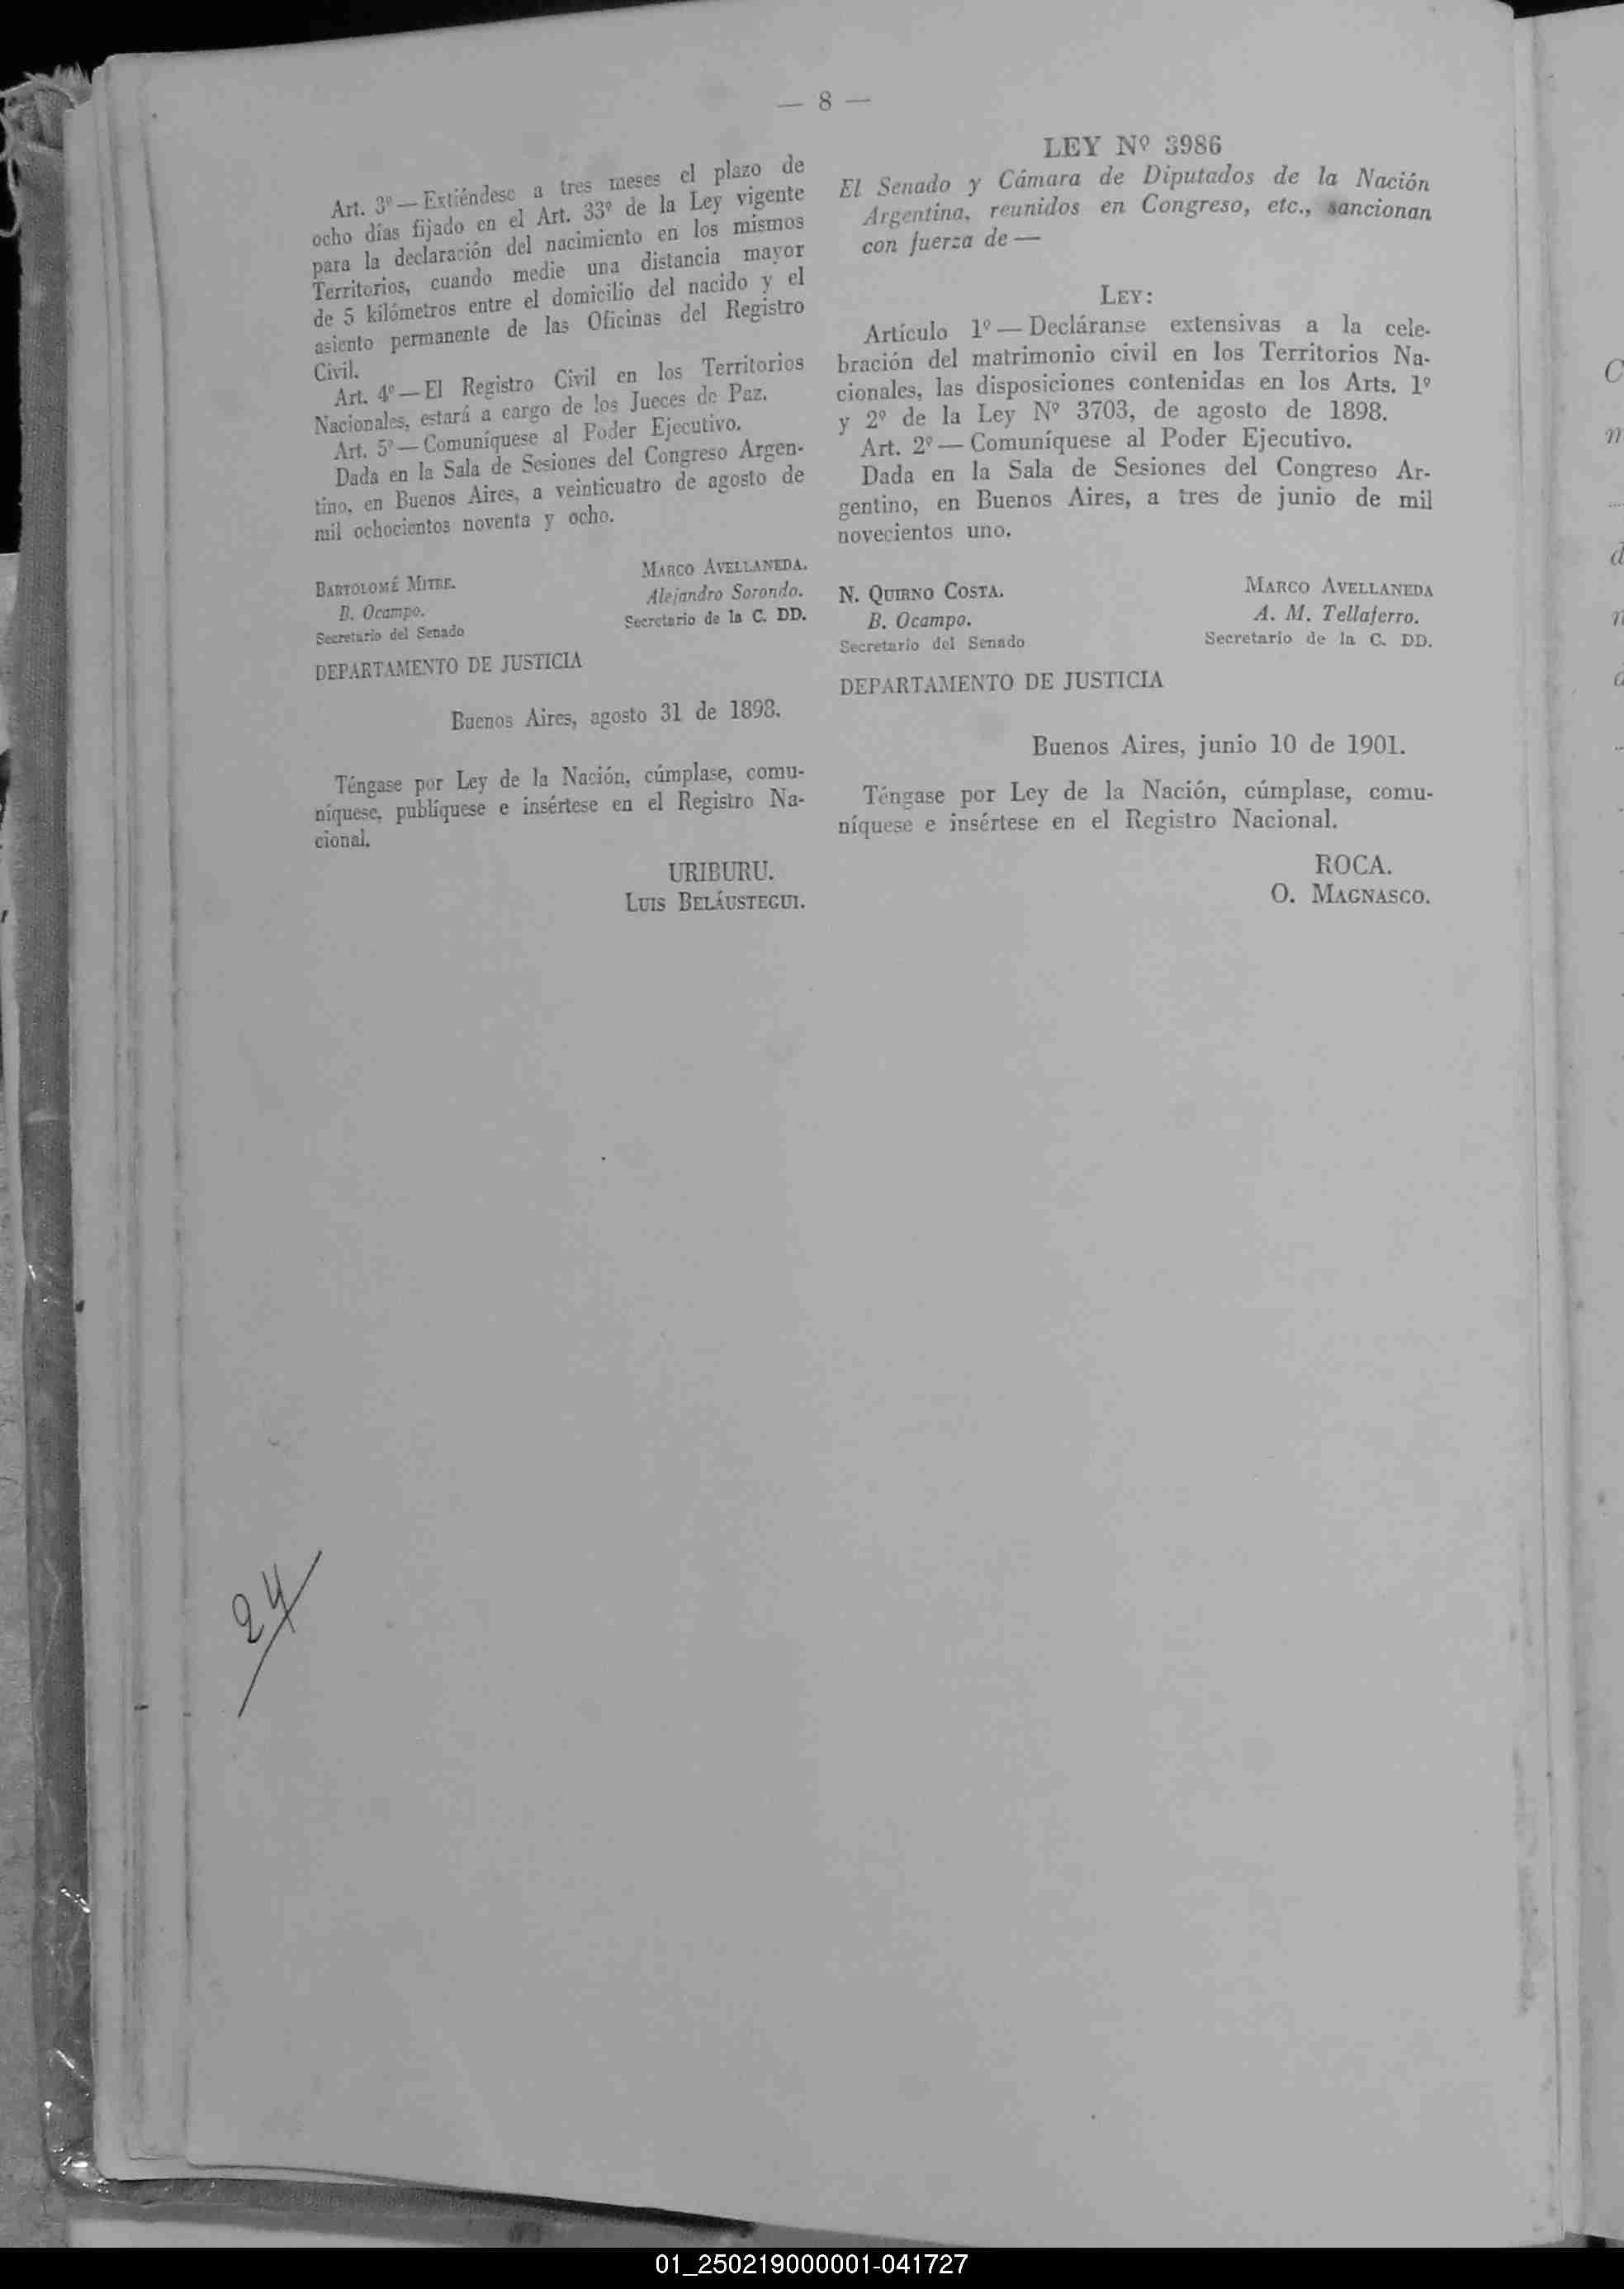 — 8 —
Art. 3º — Extiéndese a tres meses el plazo de
ocho días fijado en el Art. 33º de la Ley vigente
para la declaración del nacimiento en los mismos
Territorios, cuando medie una distancia mayor
de 5 kilómetros entre el domicilio del nacido y el
asiento permanente de las Oficinas del Registro
Civil.
Art. 4º — El Registro Civil en los Territorios
Nacionales, estará a cargo de los Jueces de Paz.
Art. 5º — Comuníquese al Poder Ejecutivo.
Dada en la Sala de Sesiones del Congreso Argen-
tino, en Buenos Aires, a veinticuatro de agosto de
mil ochocientos noventa y ocho.
BARTOLOMÉ MITRE.
B. Ocampo.
Secretario del Senado
MARCO AVELLANEDA.
Alejandro Sorondo.
Secretario de la C. DD.
DEPARTAMENTO DE JUSTICIA
Buenos Aires, agosto 31 de 1898.
Téngase por Ley de la Nación, cúmplase, comu-
níquese, publíquese e insértese en el Registro Na-
cional.
URIBURU.
LUIS BELÁUSTEGUI.
LEY Nº 3986
El Senado y Cámara de Diputados de la Nación
Argentina, reunidos en Congreso, etc., sancionan
con fuerza de —
LEY:
Artículo 1º — Decláranse extensivas a la cele-
bración del matrimonio civil en los Territorios Na-
cionales, las disposiciones contenidas en los Arts. 1º
y 2º de la Ley Nº 3703, de agosto de 1898.
Art. 2º — Comuníquese al Poder Ejecutivo.
Dada en la Sala de Sesiones del Congreso Ar-
gentino, en Buenos Aires, a tres de junio de mil
novecientos uno.
N. QUIRNO COSTA.
B. Ocampo.
Secretario del Senado
MARCO AVELLANEDA
A. M. Tellaferro.
Secretario de la C. DD.
DEPARTAMENTO DE JUSTICIA
Buenos Aires, junio 10 de 1901.
Téngase por Ley de la Nación, cúmplase, comu-
níquese e insértese en el Registro Nacional.
ROCA.
O. MAGNASCO.
24
01_250219000001-041727